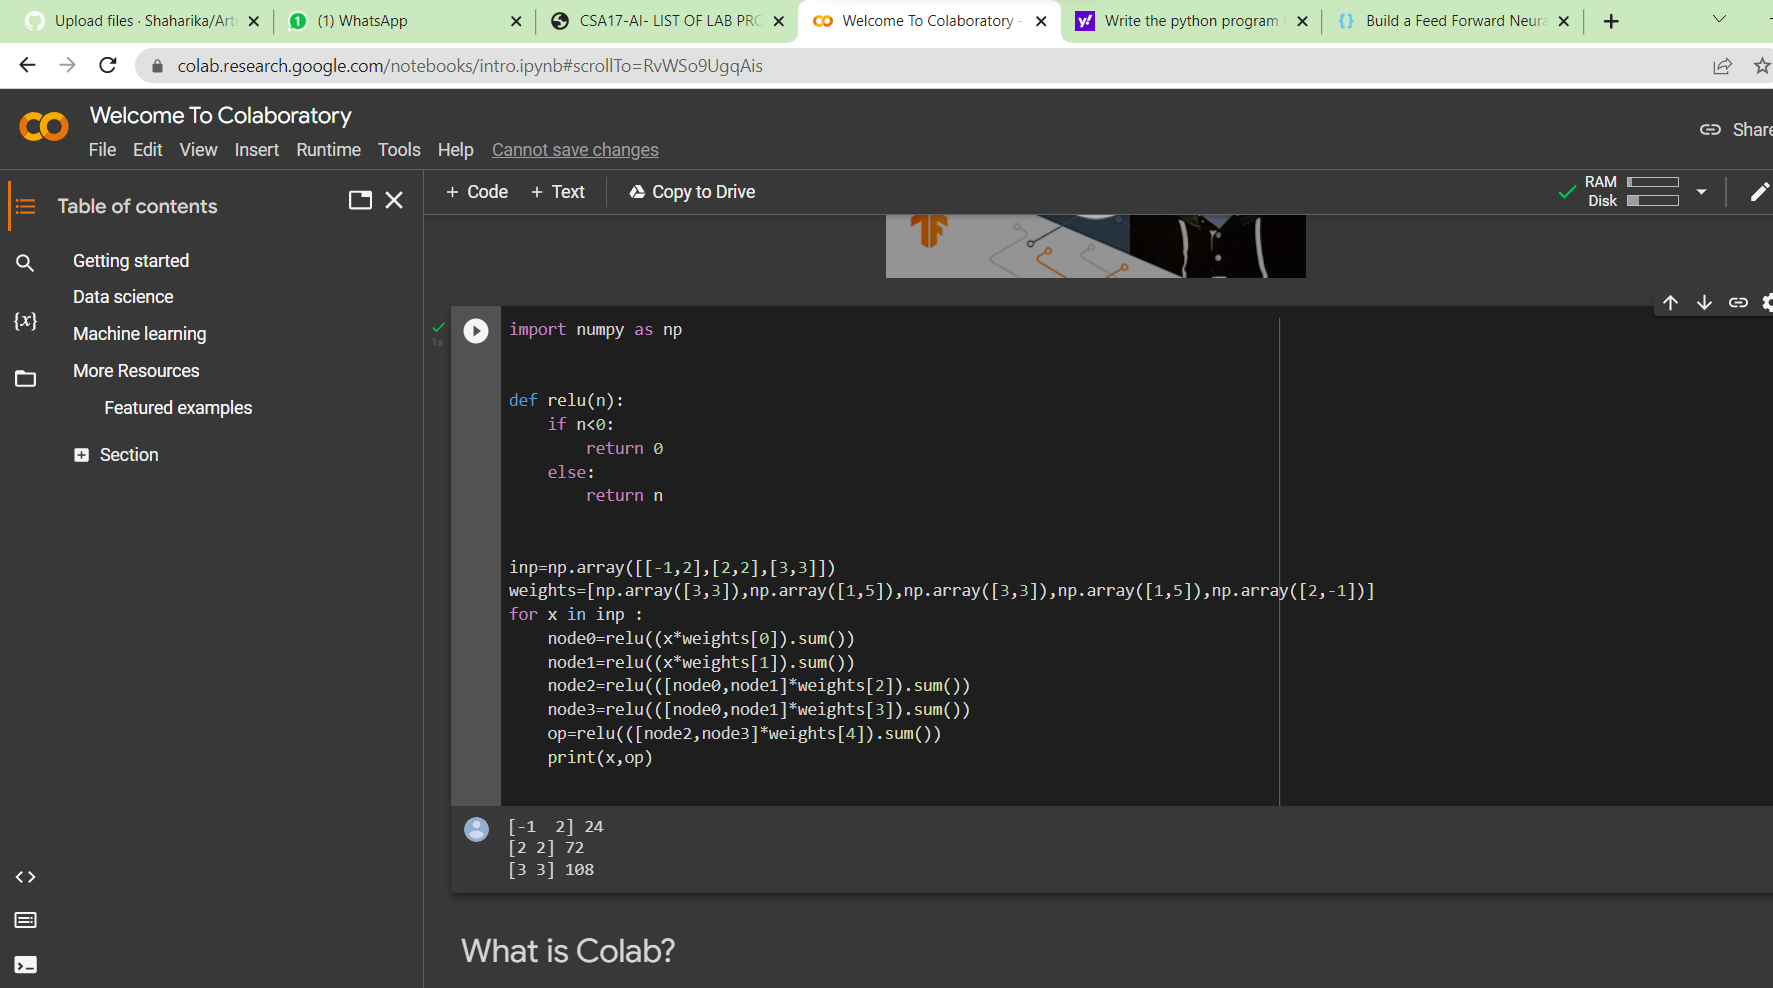 Upload files · Shaharika/Arti
(1) WhatsApp
CSA17-AI- LIST OF LAB PRO
Welcome To Colaboratory -
Write the python program t
Build a Feed Forward Neura
colab.research.google.com/notebooks/intro.ipynb#scrollTo=RvWSo9UgqAis
CO
Welcome To Colaboratory
File Edit View Insert Runtime Tools Help Cannot save changes
Share
Table of contents
+ Code + Text Copy to Drive
RAM
Disk
Getting started
Data science
{x}
Machine learning
More Resources
Featured examples
Section
1s
import numpy as np
def relu(n):
    if n<0:
        return 0
    else:
        return n
inp=np.array([[-1,2],[2,2],[3,3]])
weights=[np.array([3,3]),np.array([1,5]),np.array([3,3]),np.array([1,5]),np.array([2,-1])]
for x in inp :
    node0=relu((x*weights[0]).sum())
    node1=relu((x*weights[1]).sum())
    node2=relu(([node0,node1]*weights[2]).sum())
    node3=relu(([node0,node1]*weights[3]).sum())
    op=relu(([node2,node3]*weights[4]).sum())
    print(x,op)
[-1  2] 24
[2 2] 72
[3 3] 108
What is Colab?